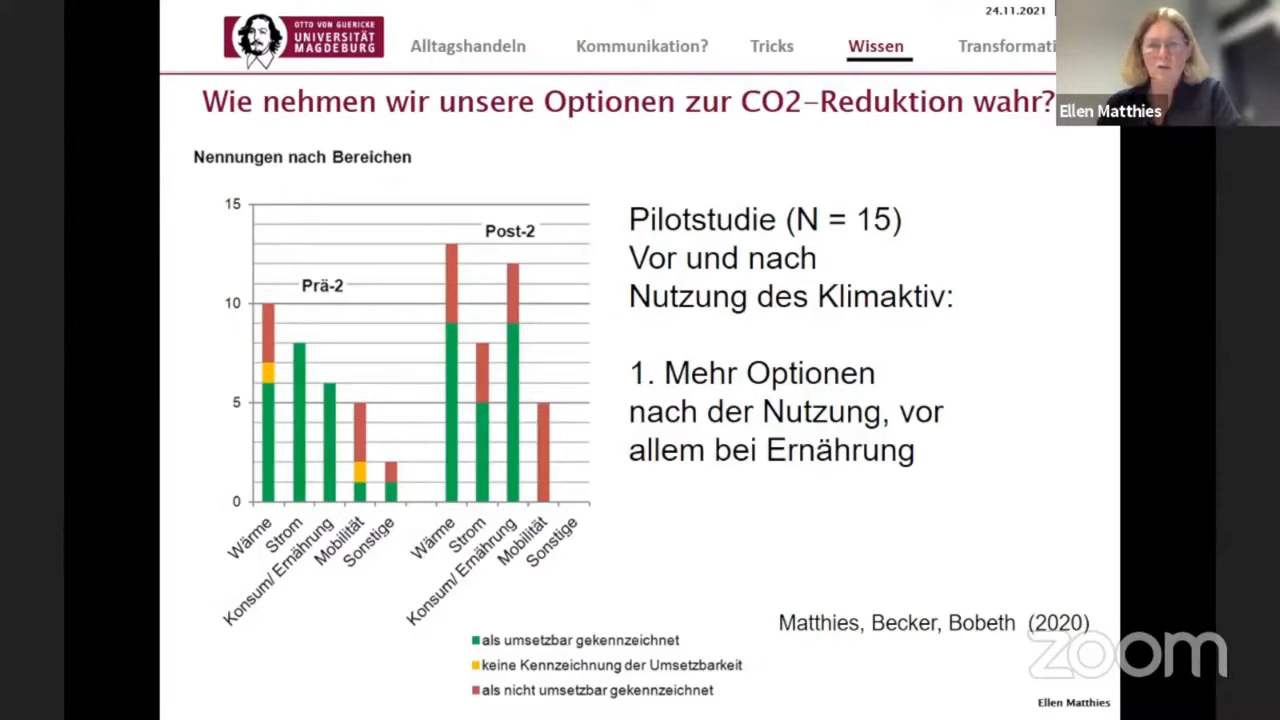 24.11.2021
OTTO VON GUERICKE
UNIVERSITÄT
MAGDEBURG
Alltagshandeln
Kommunikation?
Tricks
Wissen
Transformati
Ellen Matthies
Wie nehmen wir unsere Optionen zur CO2-Reduktion wahr?
Nennungen nach Bereichen
15
10
5
0
Prä-2
Post-2
Wärme
Strom
Konsum/ Ernährung
Mobilität
Sonstige
Wärme
Strom
Konsum/ Ernährung
Mobilität
Sonstige
als umsetzbar gekennzeichnet
keine Kennzeichnung der Umsetzbarkeit
als nicht umsetzbar gekennzeichnet
Pilotstudie (N = 15)
Vor und nach
Nutzung des Klimaktiv:
1. Mehr Optionen
nach der Nutzung, vor
allem bei Ernährung
Matthies, Becker, Bobeth (2020)
zoom
Ellen Matthies